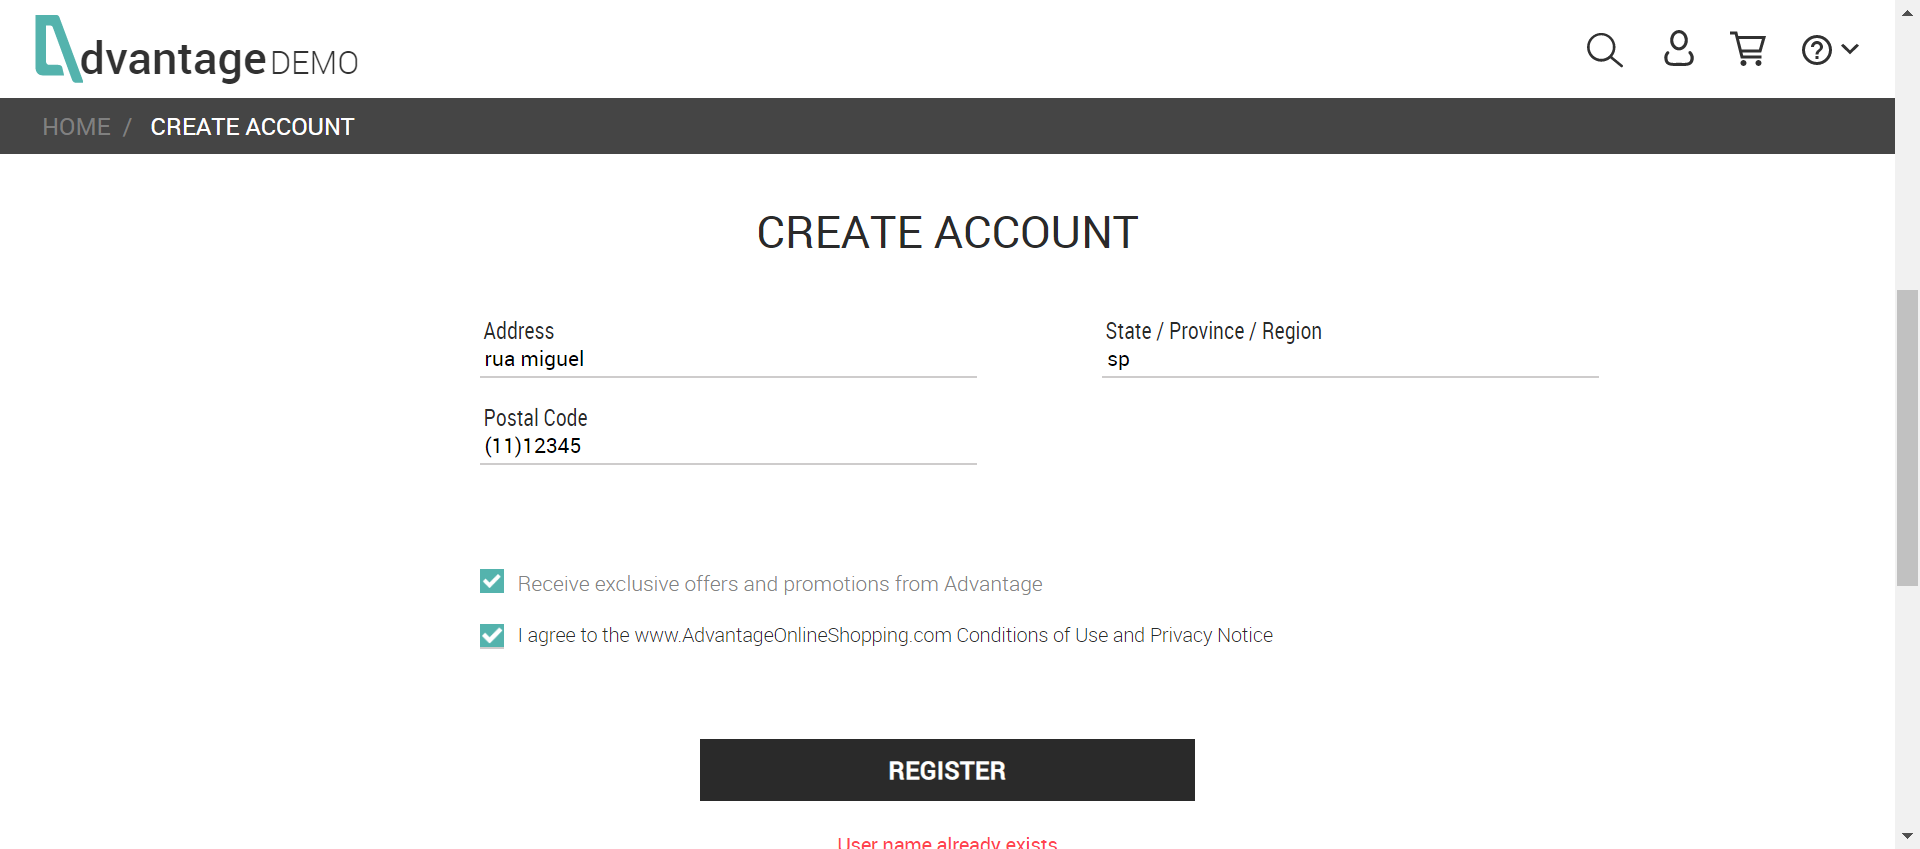 dvantage DEMO
HOME / CREATE ACCOUNT
CREATE ACCOUNT
Address
rua miguel
State / Province / Region
sp
Postal Code
(11)12345
Receive exclusive offers and promotions from Advantage
I agree to the www.AdvantageOnlineShopping.com Conditions of Use and Privacy Notice
REGISTER
User name already exists